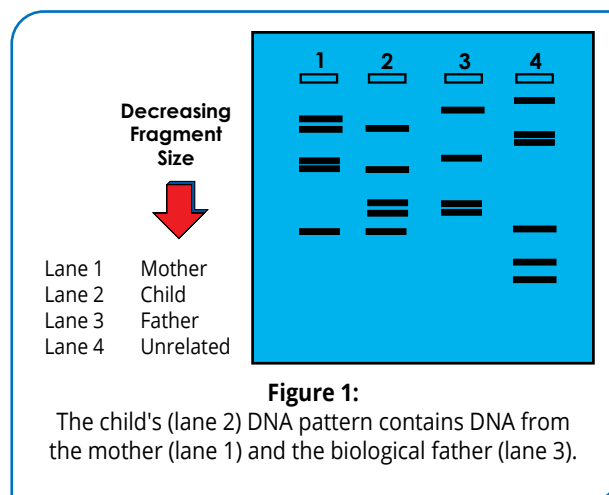 1 2 3 4
Decreasing
Fragment
Size
Lane 1 Mother
Lane 2 Child
Lane 3 Father
Lane 4 Unrelated
Figure 1:
The child's (lane 2) DNA pattern contains DNA from
the mother (lane 1) and the biological father (lane 3).